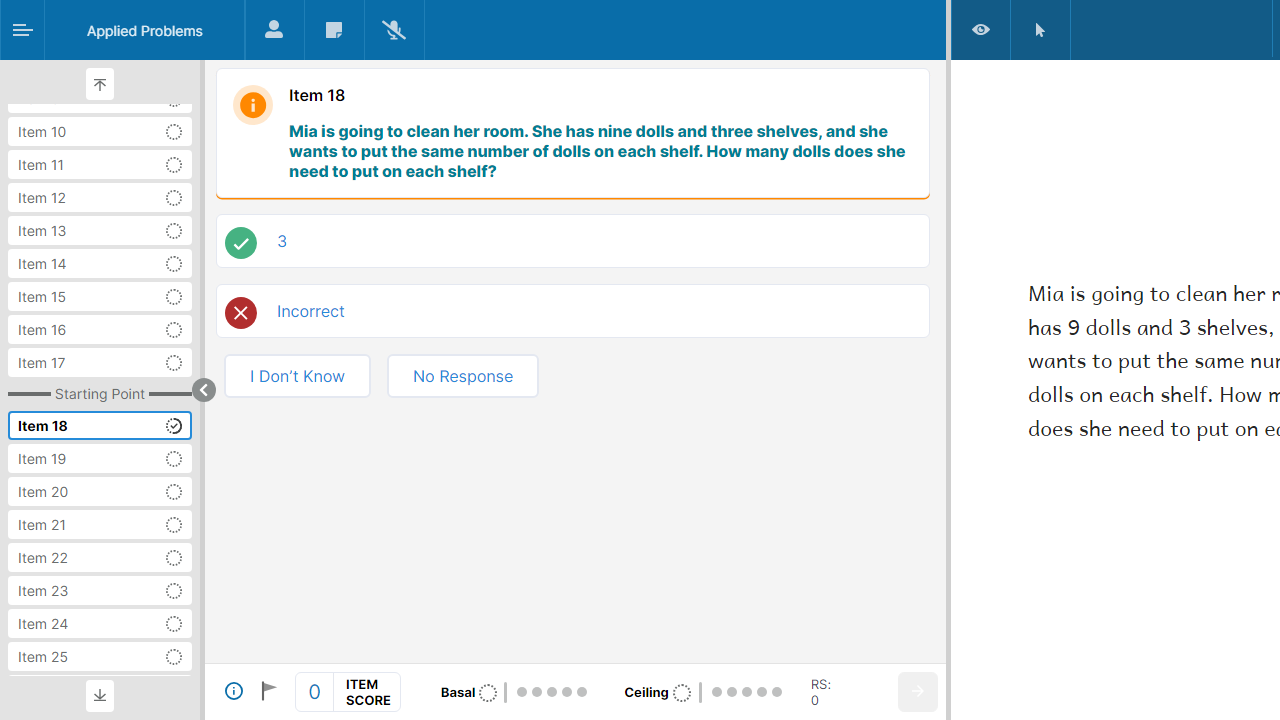 Applied Problems
Item 10
Item 11
Item 12
Item 13
Item 14
Item 15
Item 16
Item 17
Starting Point
Item 18
Item 19
Item 20
Item 21
Item 22
Item 23
Item 24
Item 25
Item 18
Mia is going to clean her room. She has nine dolls and three shelves, and she
wants to put the same number of dolls on each shelf. How many dolls does she
need to put on each shelf?
3
Incorrect
I Don’t Know
No Response
0
ITEM
SCORE
Basal
Ceiling
RS:
0
Mia is going to clean her
has 9 dolls and 3 shelves,
wants to put the same
dolls on each shelf. How
does she need to put on